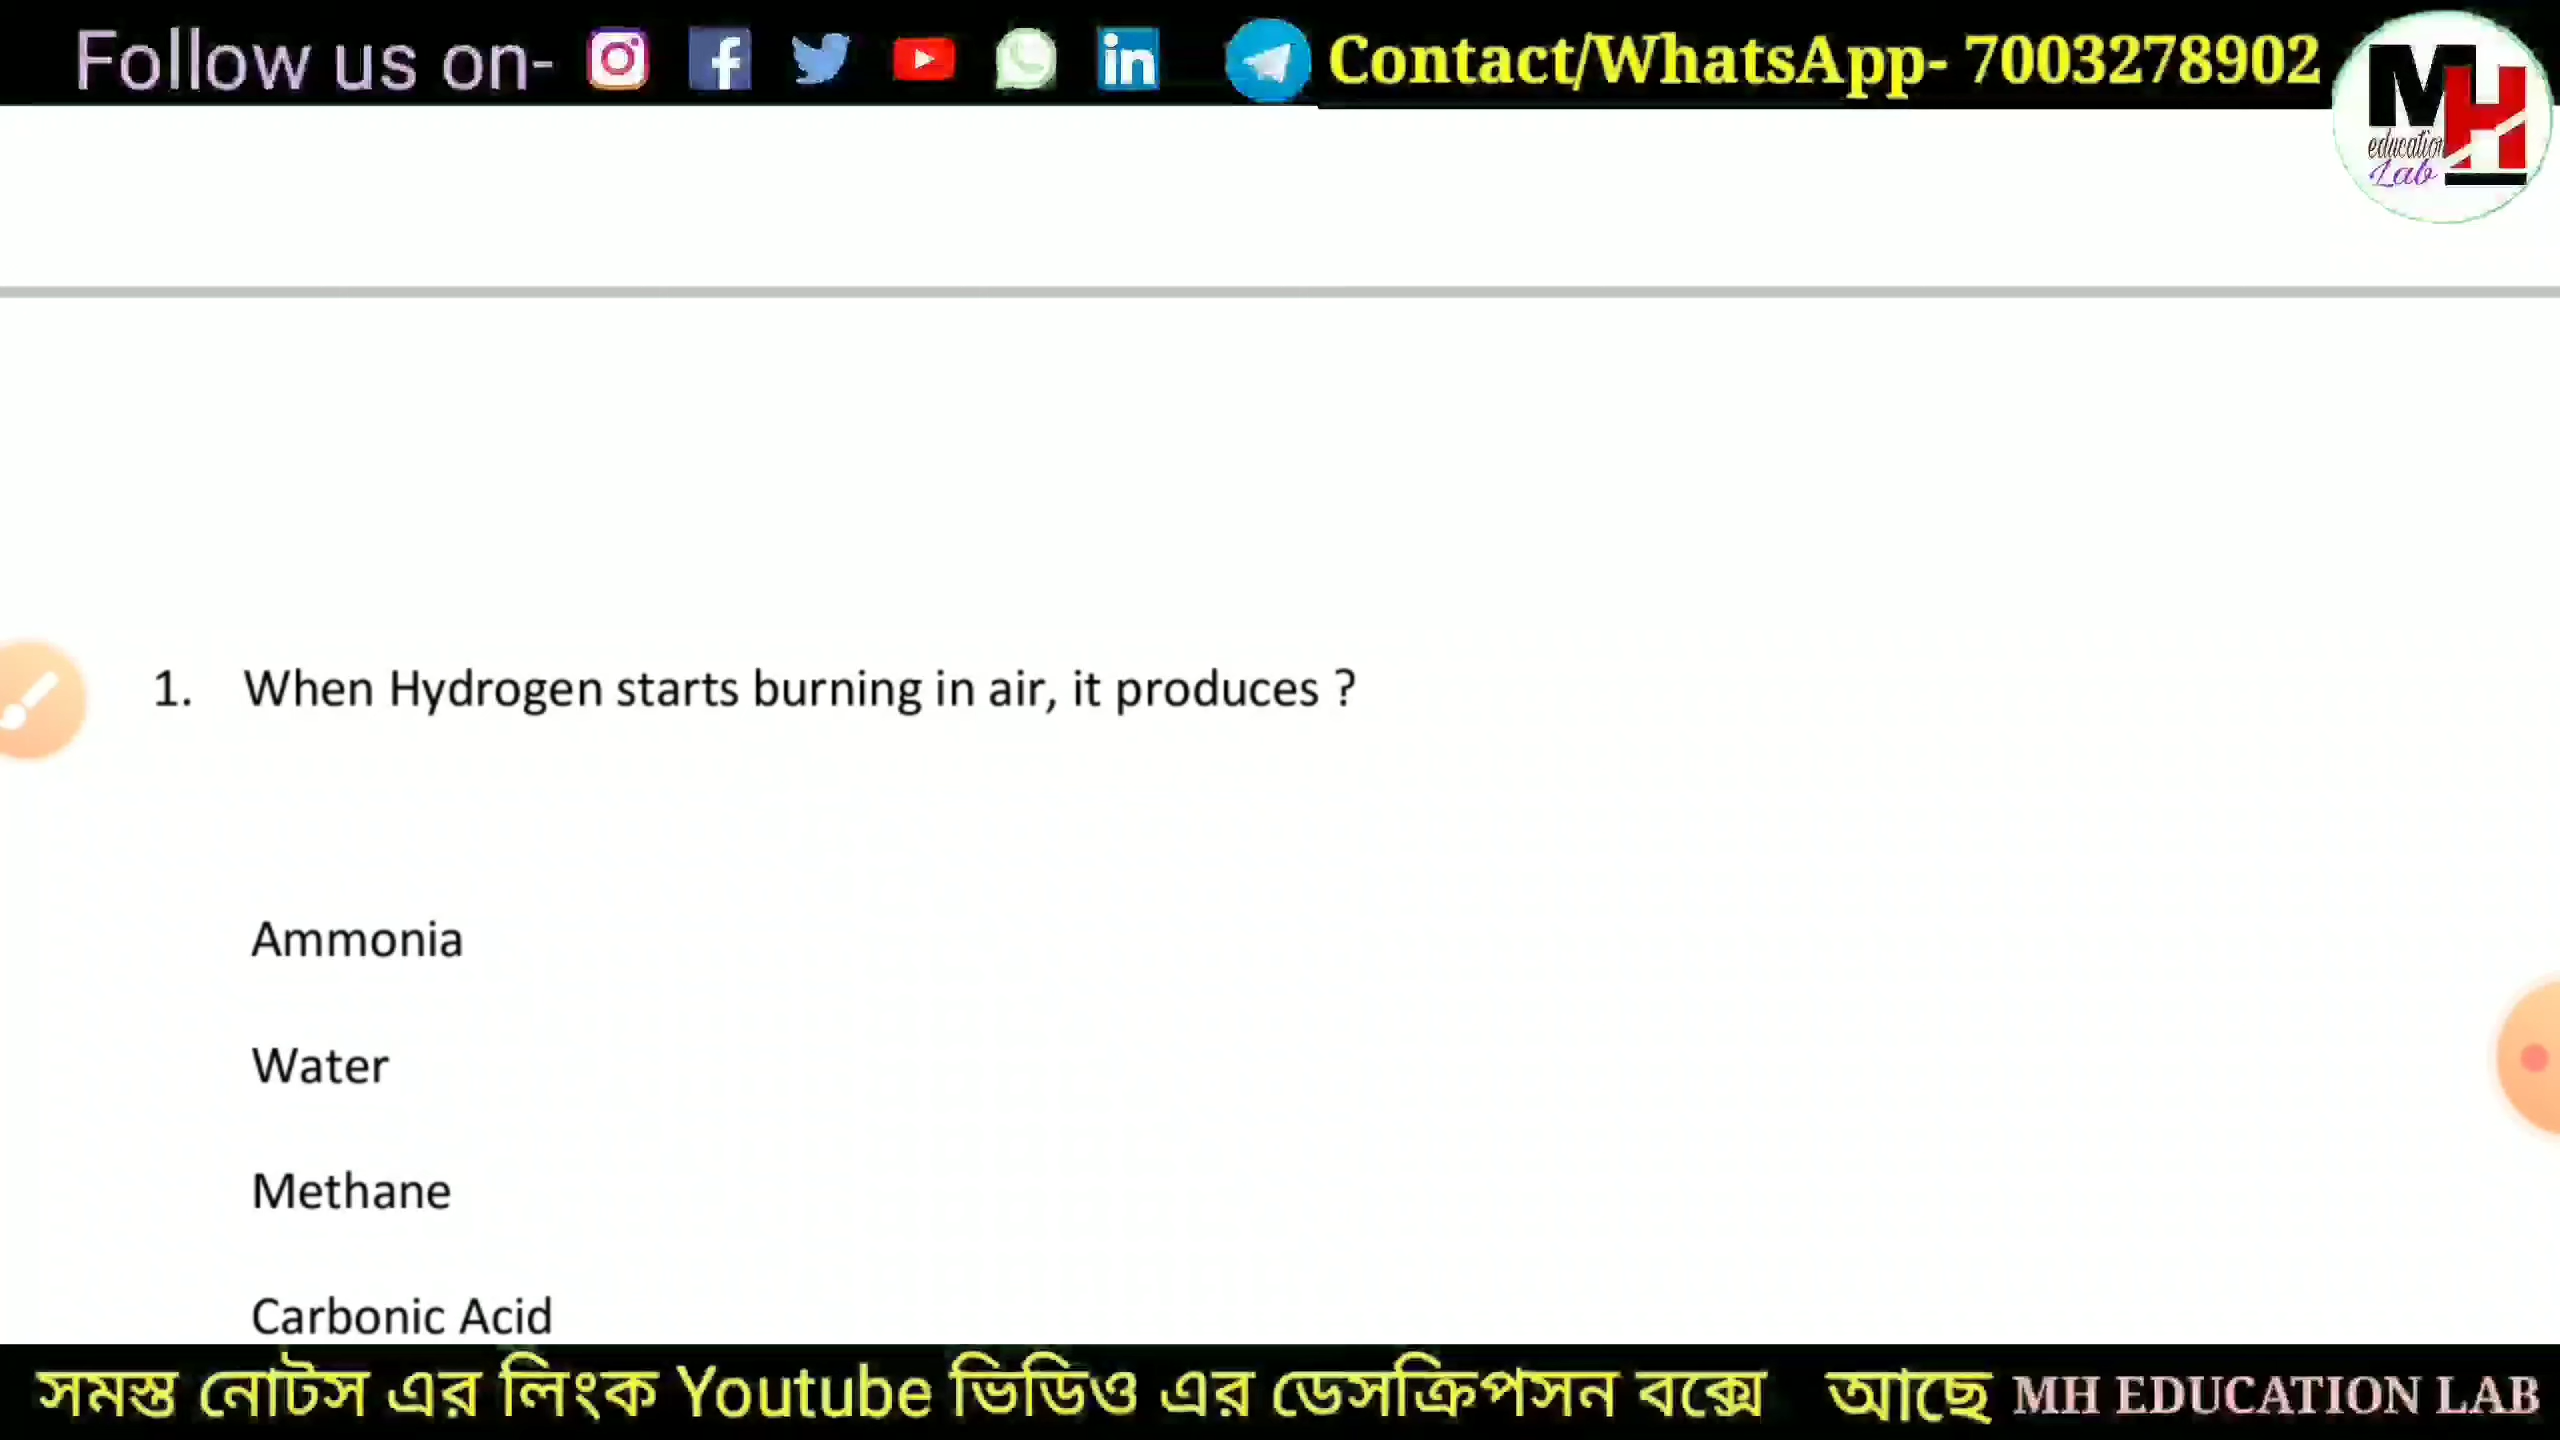 Follow us on- Contact/WhatsApp- 7003278902
MH
education
Lab
1. When Hydrogen starts burning in air, it produces ?
Ammonia
Water
Methane
Carbonic Acid
সমস্ত নোটস এর লিংক Youtube ভিডিও এর ডেসক্রিপসন বক্সে আছে MH EDUCATION LAB